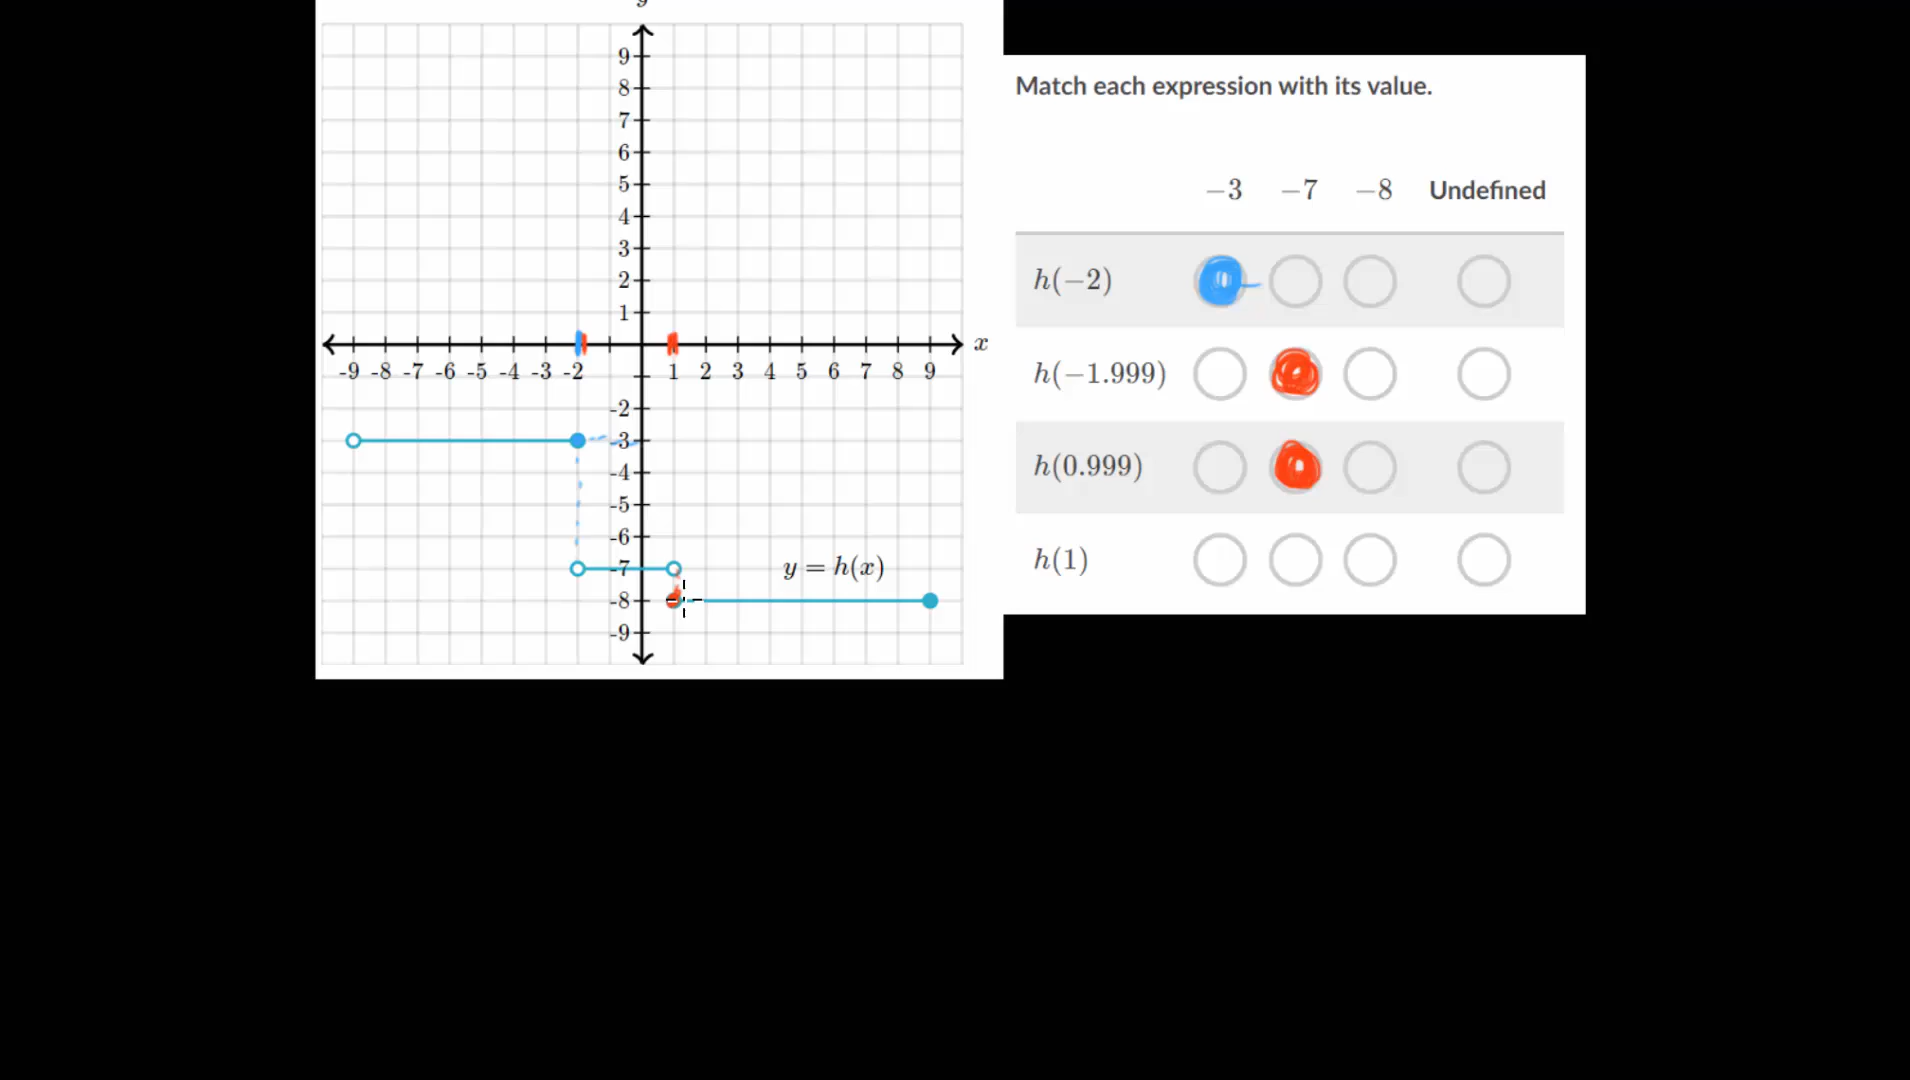 y
9
8
7
6
5
4
3
2
1
x
-9 -8 -7 -6 -5 -4 -3 -2 1 2 3 4 5 6 7 8 9
-2
-3
-4
-5
-6
-7
y = h(x)
-8
-9
Match each expression with its value.
−3 −7 −8 Undefined
h(−2)
h(−1.999)
h(0.999)
h(1)